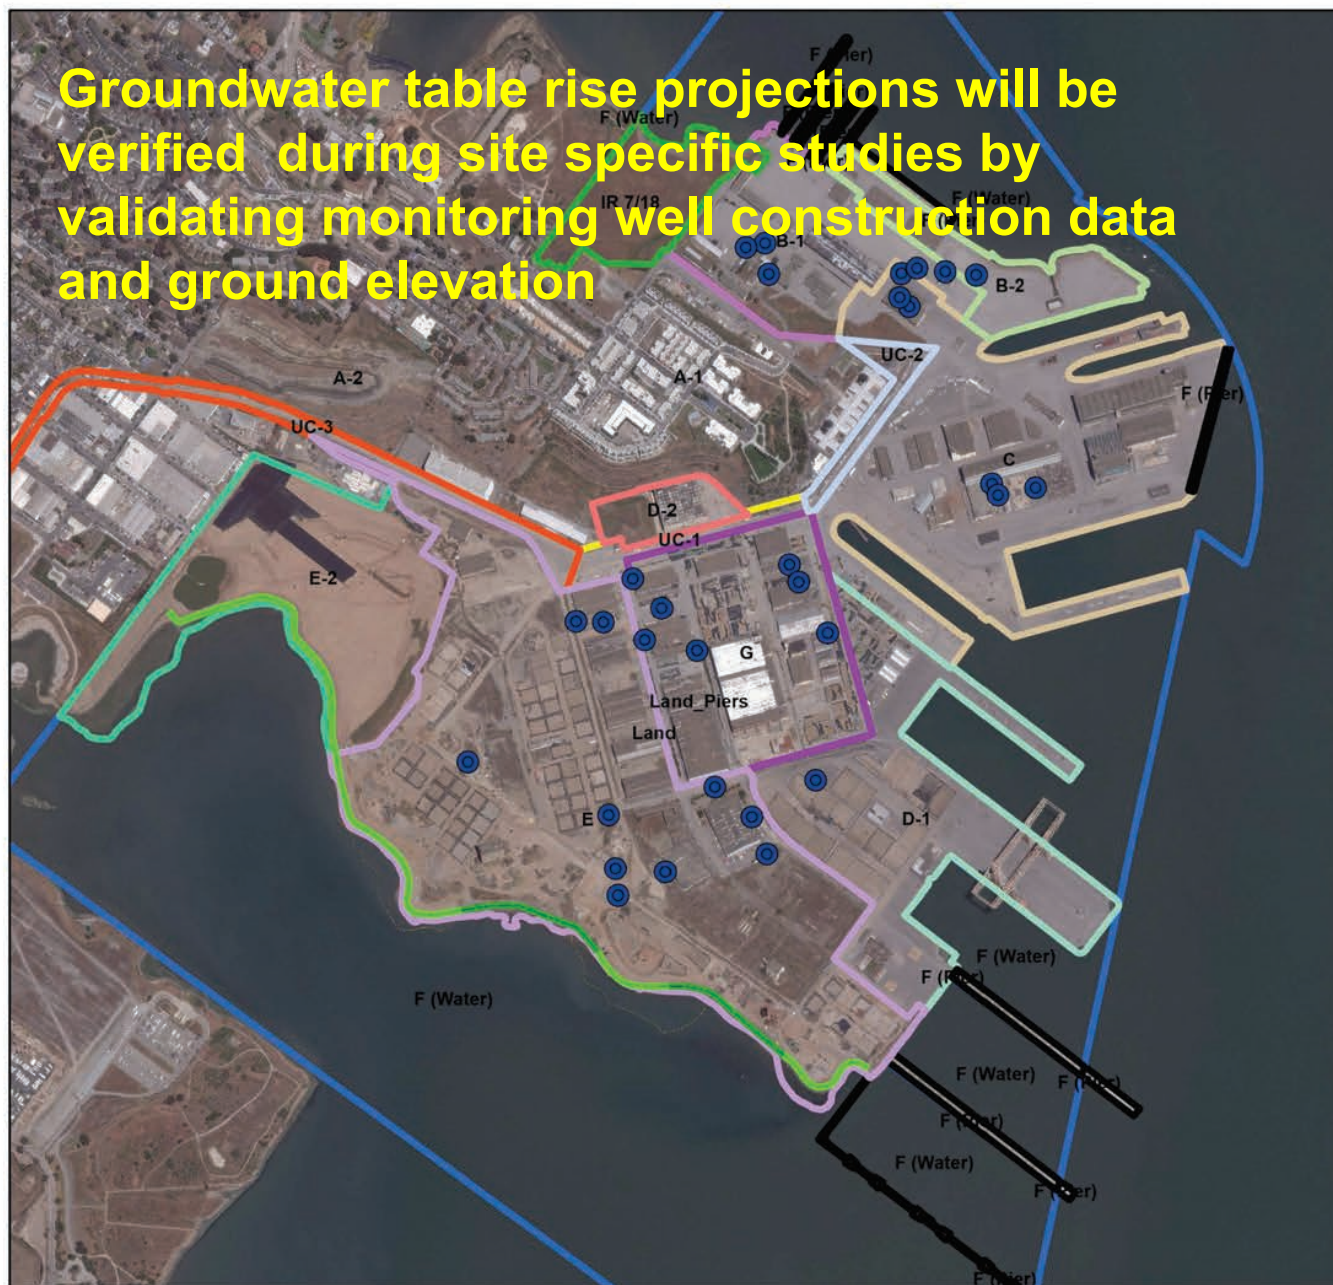 Groundwater table rise projections will be
verified during site specific studies by
validating monitoring well construction data
and ground elevation
F (Pier)
F (Water)
IR 7/18
F (Water)
B-1
B-2
UC-2
A-2
A-1
F (Pier)
UC-3
C
D-2
UC-1
E-2
G
Land_Piers
Land
E
D-1
F (Water)
F (Pier)
F (Water)
F (Water)
F (Pier)
F (Pier)
F (Water)
F (Pier)
F (Pier)